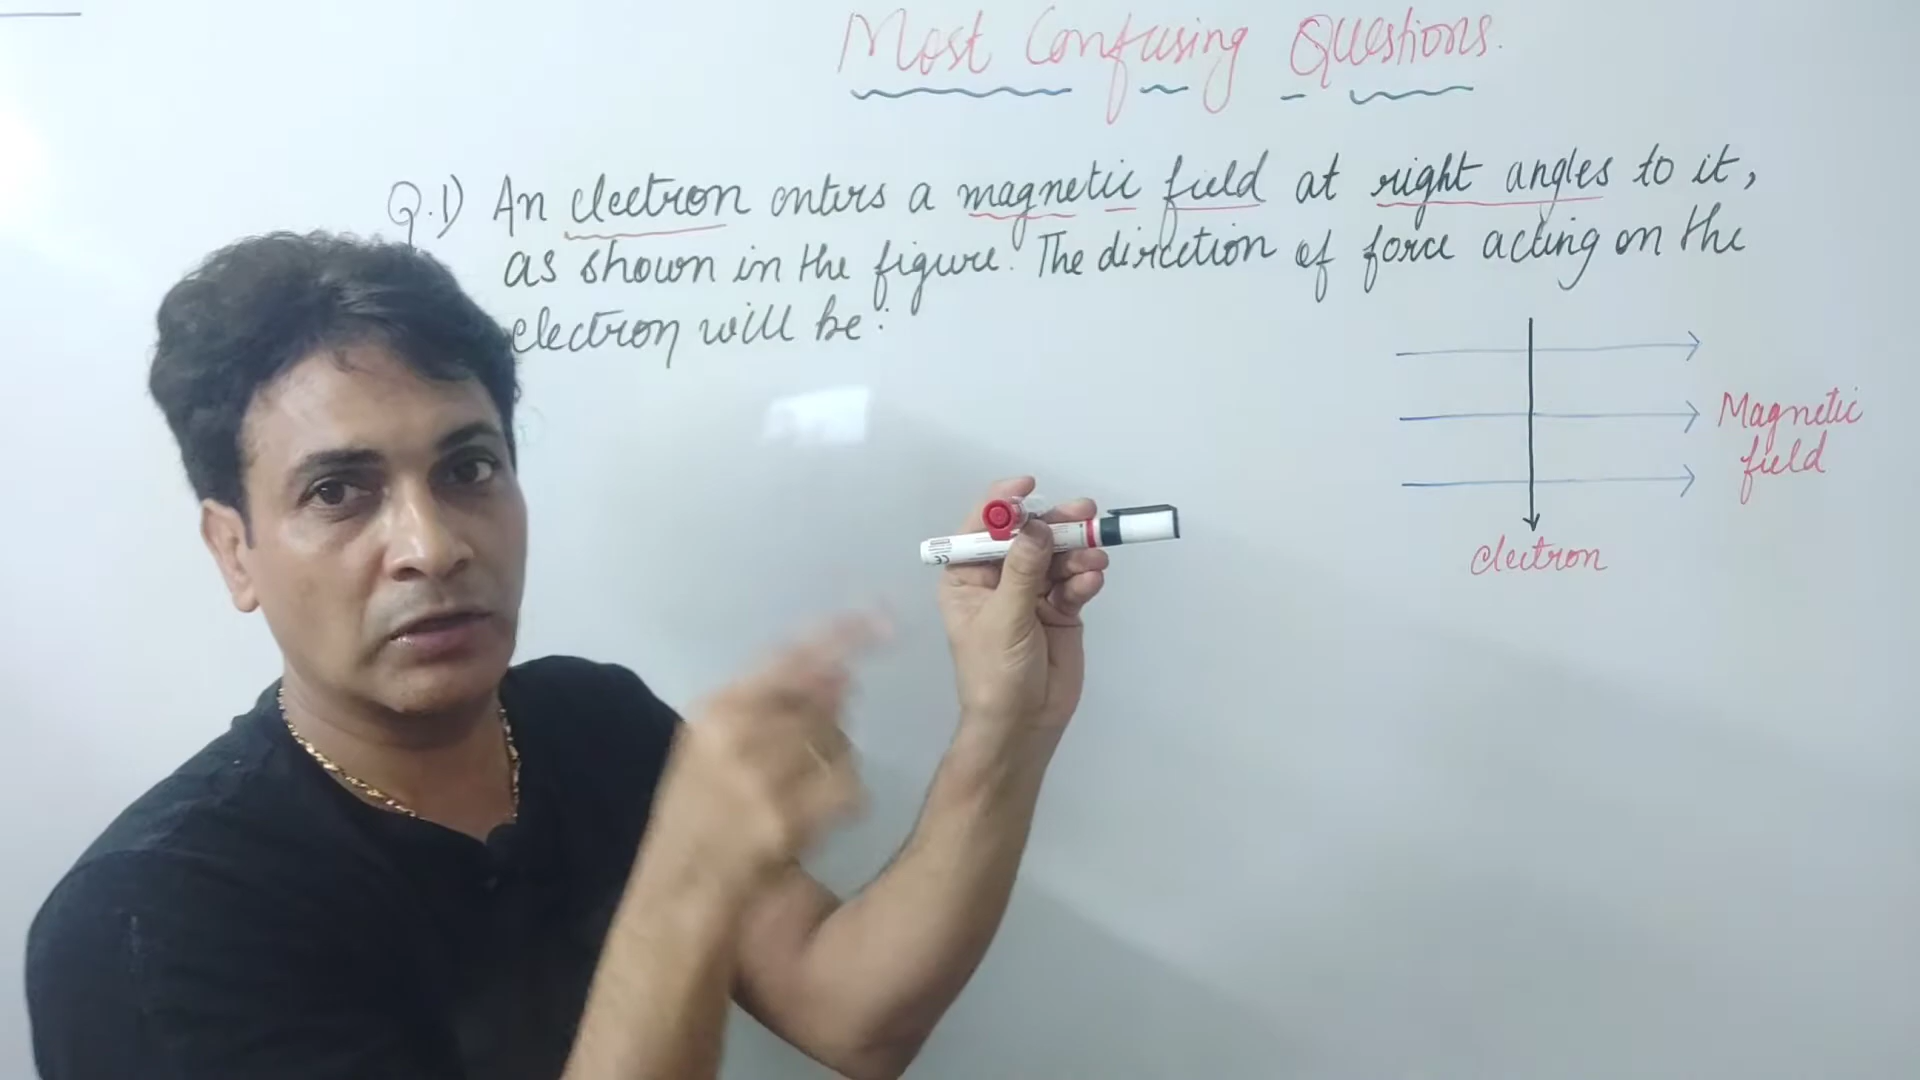 Most Confusing Questions.
Q.1) An electron enters a magnetic field at right angles to it,
as shown in the figure. The direction of force acting on the
electron will be:
Magnetic
field
electron